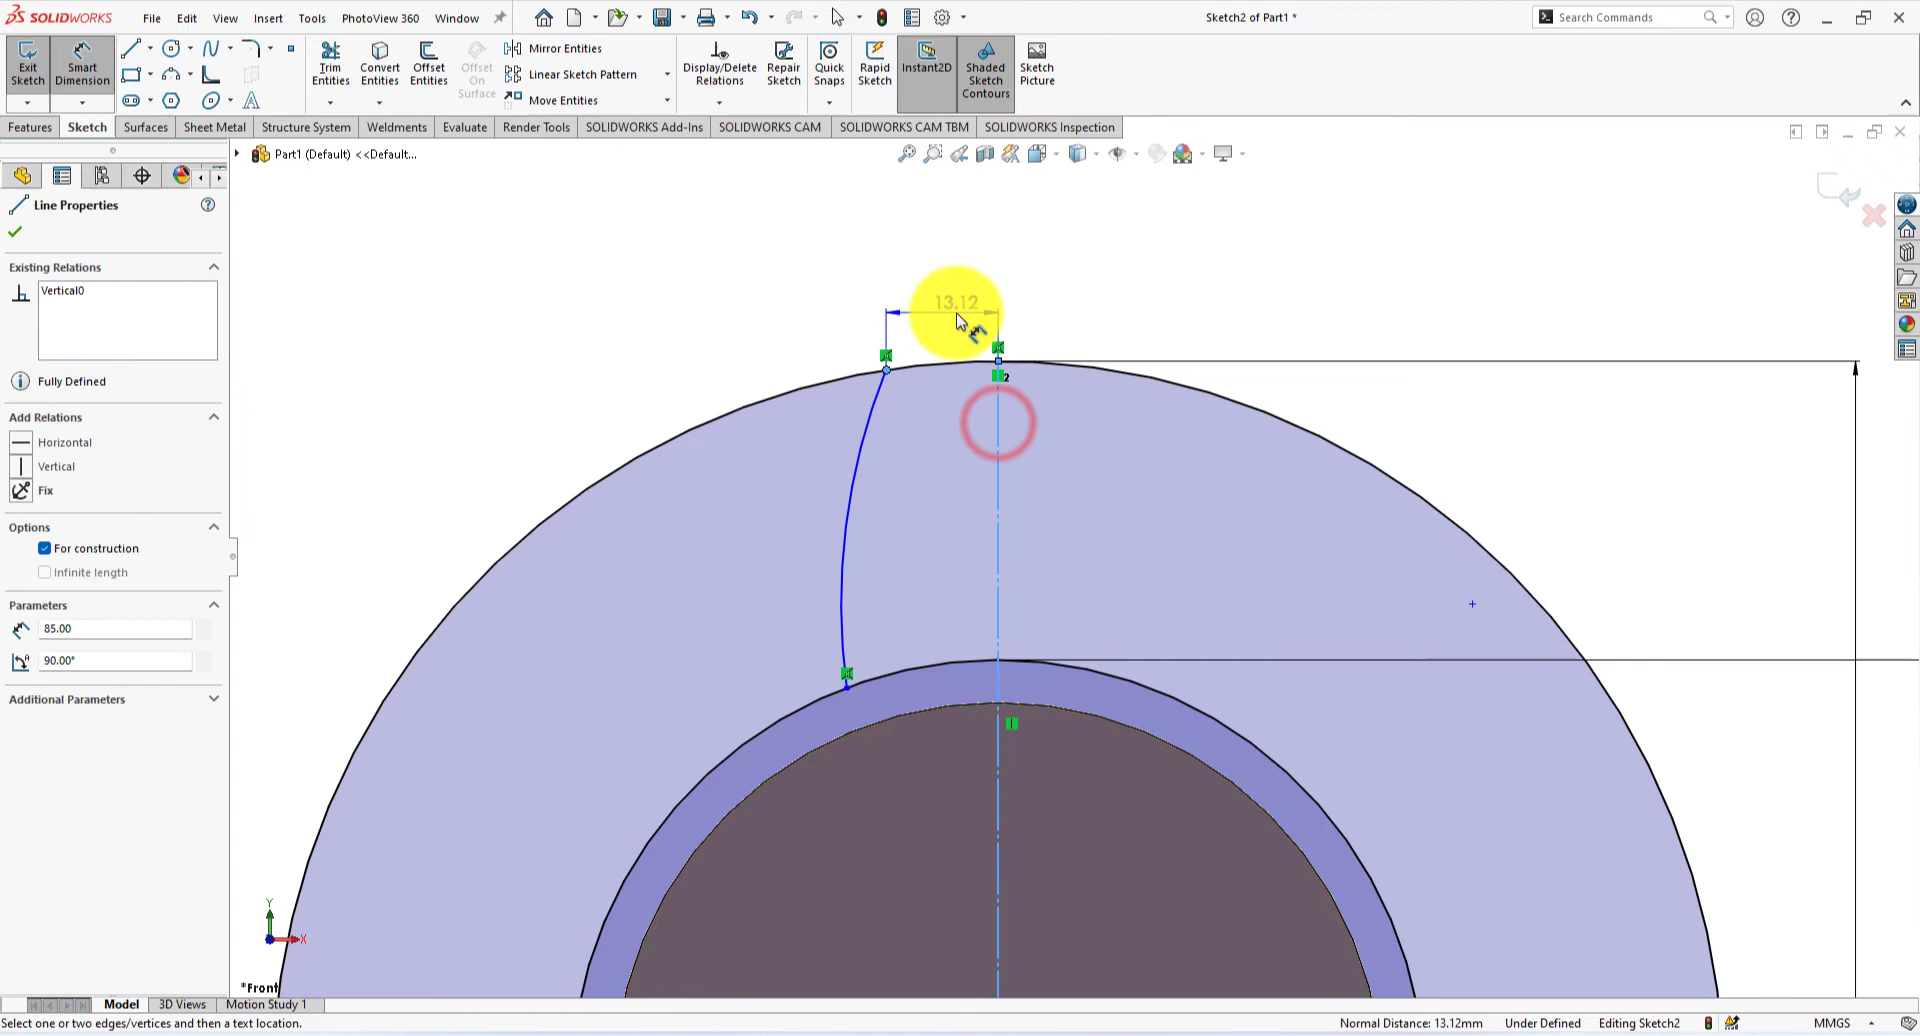 SOLIDWORKS
File Edit View Insert Tools PhotoView 360 Window
Sketch2 of Part1 *
Search Commands
Exit Sketch
Smart Dimension
Trim Entities
Convert Entities
Offset Entities
Offset On Surface
Mirror Entities
Linear Sketch Pattern
Move Entities
Display/Delete Relations
Repair Sketch
Quick Snaps
Rapid Sketch
Instant2D
Shaded Sketch Contours
Sketch Picture
Features Sketch Surfaces Sheet Metal Structure System Weldments Evaluate Render Tools SOLIDWORKS Add-Ins SOLIDWORKS CAM SOLIDWORKS CAM TBM SOLIDWORKS Inspection
Part1 (Default) <<Default...
Line Properties
Existing Relations
Vertical0
Fully Defined
Add Relations
Horizontal
Vertical
Fix
Options
For construction
Infinite length
Parameters
85.00
90.00°
Additional Parameters
13.12
2
Y
X
*Front
Model 3D Views Motion Study 1
Select one or two edges/vertices and then a text location.
Normal Distance: 13.12mm Under Defined Editing Sketch2 MMGS